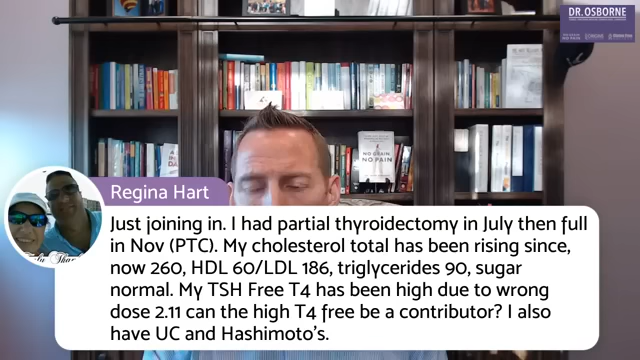 DR. OSBORNE
NO GRAIN
NO PAIN
Regina Hart
Just joining in. I had partial thyroidectomy in July then full
in Nov (PTC). My cholesterol total has been rising since,
now 260, HDL 60/LDL 186, triglycerides 90, sugar
normal. My TSH Free T4 has been high due to wrong
dose 2.11 can the high T4 free be a contributor? I also
have UC and Hashimoto's.